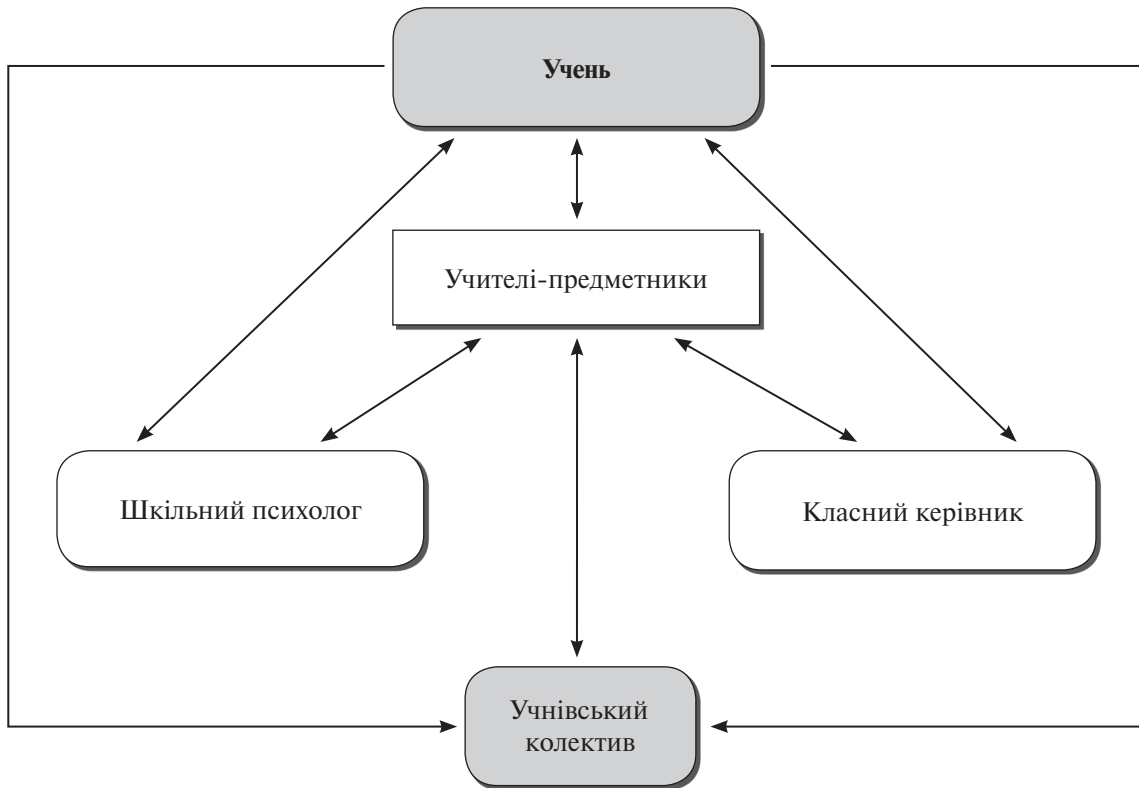 Учень
Учителі-предметники
Шкільний психолог
Класний керівник
Учнівський
колектив